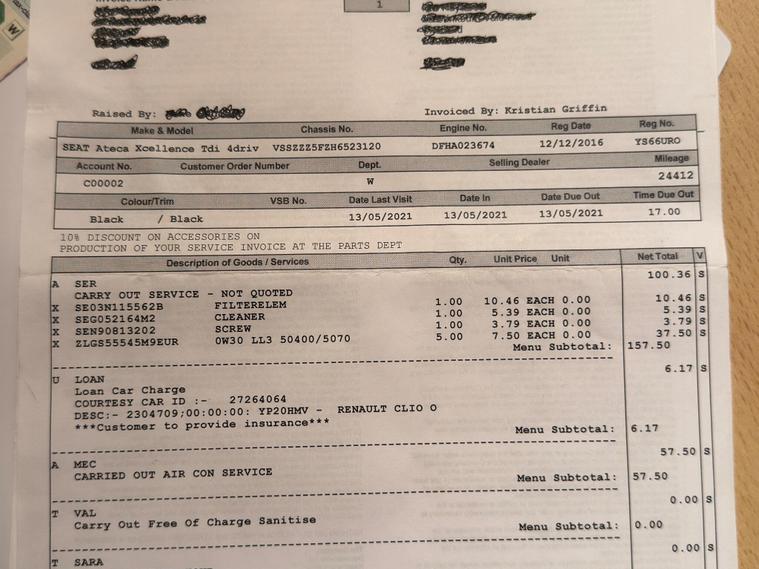 1
Raised By:
Invoiced By: Kristian Griffin
Make & Model Chassis No. Engine No. Reg Date Reg No.
SEAT Ateca Xcellence Tdi 4driv VSSZZZ5FZH6523120 DFHA023674 12/12/2016 YS66URO
Account No. Customer Order Number Dept. Selling Dealer Mileage
C00002 W 24412
Colour/Trim VSB No. Date Last Visit Date In Date Due Out Time Due Out
Black / Black 13/05/2021 13/05/2021 13/05/2021 17.00
10% DISCOUNT ON ACCESSORIES ON
PRODUCTION OF YOUR SERVICE INVOICE AT THE PARTS DEPT
Description of Goods / Services Qty. Unit Price Unit Net Total V
A SER 100.36 S
CARRY OUT SERVICE - NOT QUOTED
X SE03N115562B FILTERELEM 1.00 10.46 EACH 0.00 10.46 S
X SEG052164M2 CLEANER 1.00 5.39 EACH 0.00 5.39 S
X SEN90813202 SCREW 1.00 3.79 EACH 0.00 3.79 S
X ZLGS55545M9EUR 0W30 LL3 50400/5070 5.00 7.50 EACH 0.00 37.50 S
Menu Subtotal: 157.50
U LOAN 6.17 S
Loan Car Charge
COURTESY CAR ID :- 27264064
DESC:- 2304709;00:00:00: YP20HMV - RENAULT CLIO O
***Customer to provide insurance***
Menu Subtotal: 6.17
A MEC 57.50 S
CARRIED OUT AIR CON SERVICE
Menu Subtotal: 57.50
T VAL 0.00 S
Carry Out Free Of Charge Sanitise
Menu Subtotal: 0.00
T SARA 0.00 S